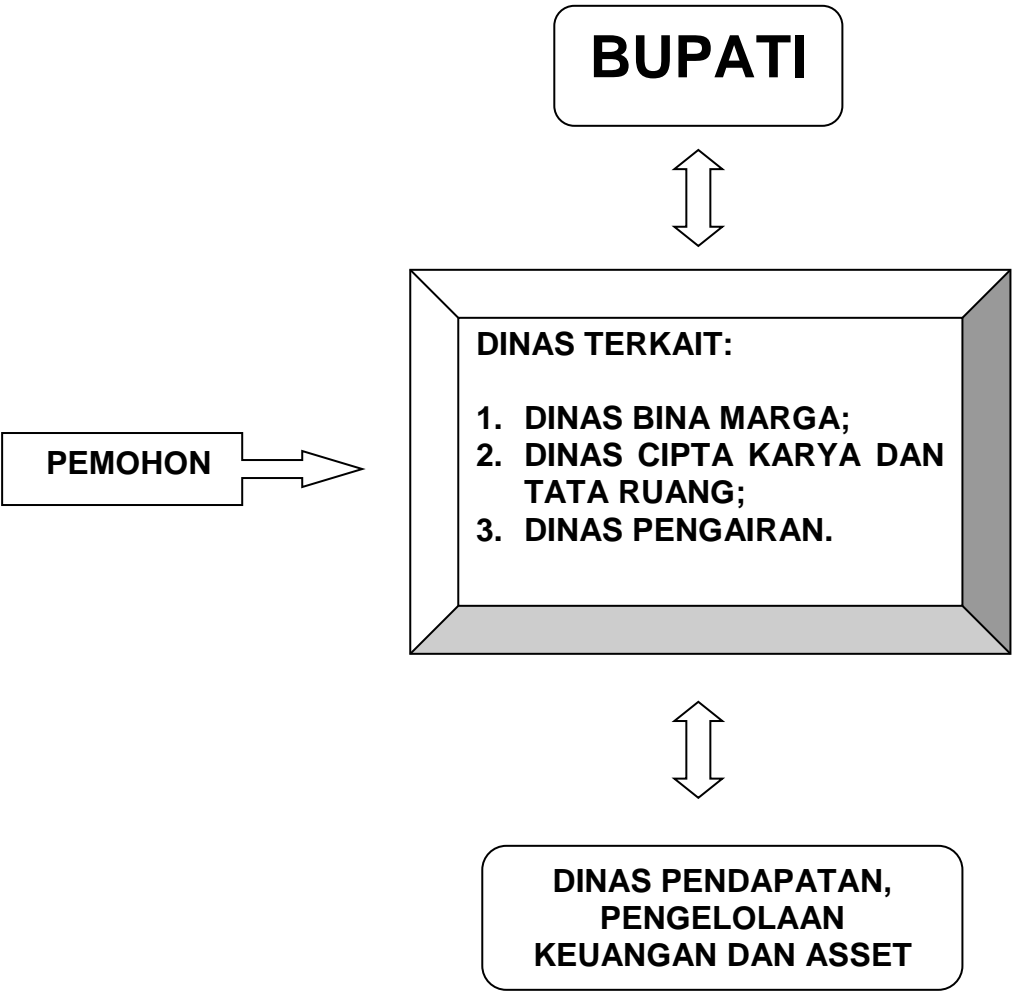 BUPATI
DINAS TERKAIT:
1. DINAS BINA MARGA;
2. DINAS CIPTA KARYA DAN
TATA RUANG;
3. DINAS PENGAIRAN.
PEMOHON
DINAS PENDAPATAN,
PENGELOLAAN
KEUANGAN DAN ASSET